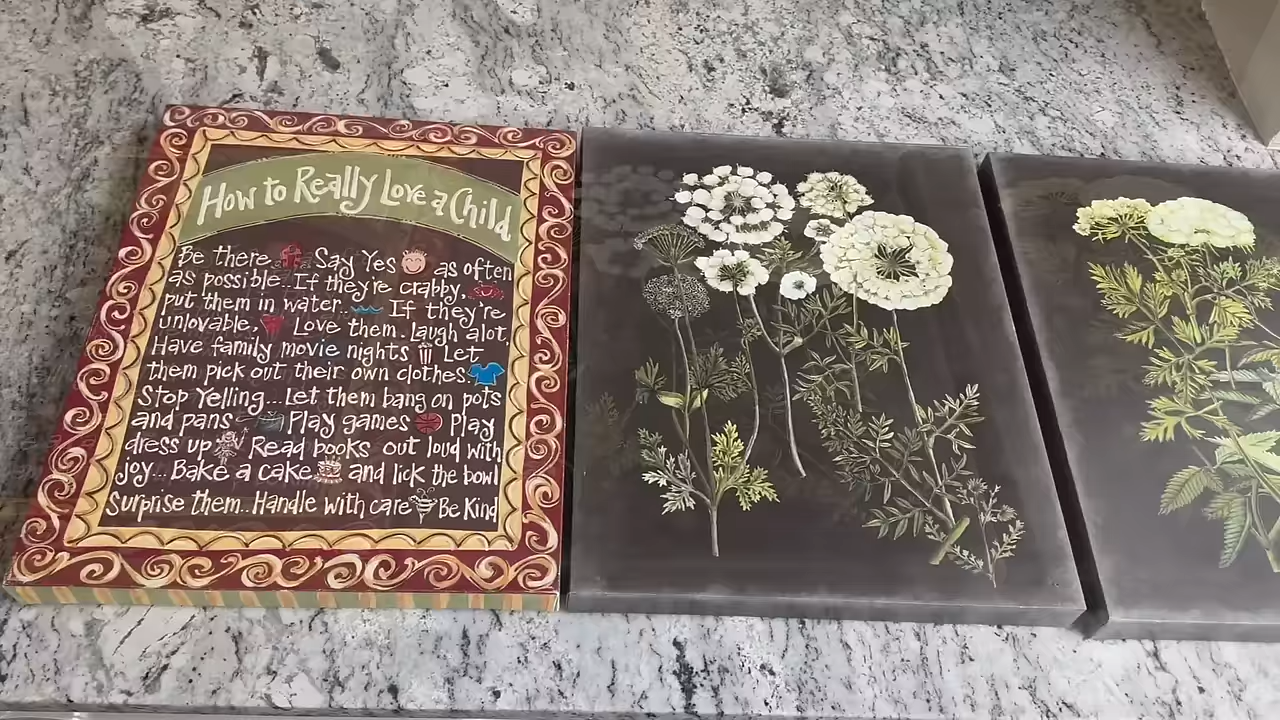 How to Really Love a Child
Be there Say Yes as often
as possible.. If they're crabby,
put them in water.. If they're
unlovable, Love them. Laugh alot,
Have family movie nights Let
them pick out their own clothes.
Stop Yelling... Let them bang on pots
and pans Play games Play
dress up Read books out loud with
joy... Bake a cake and lick the bowl
Surprise them.. Handle with care Be Kind